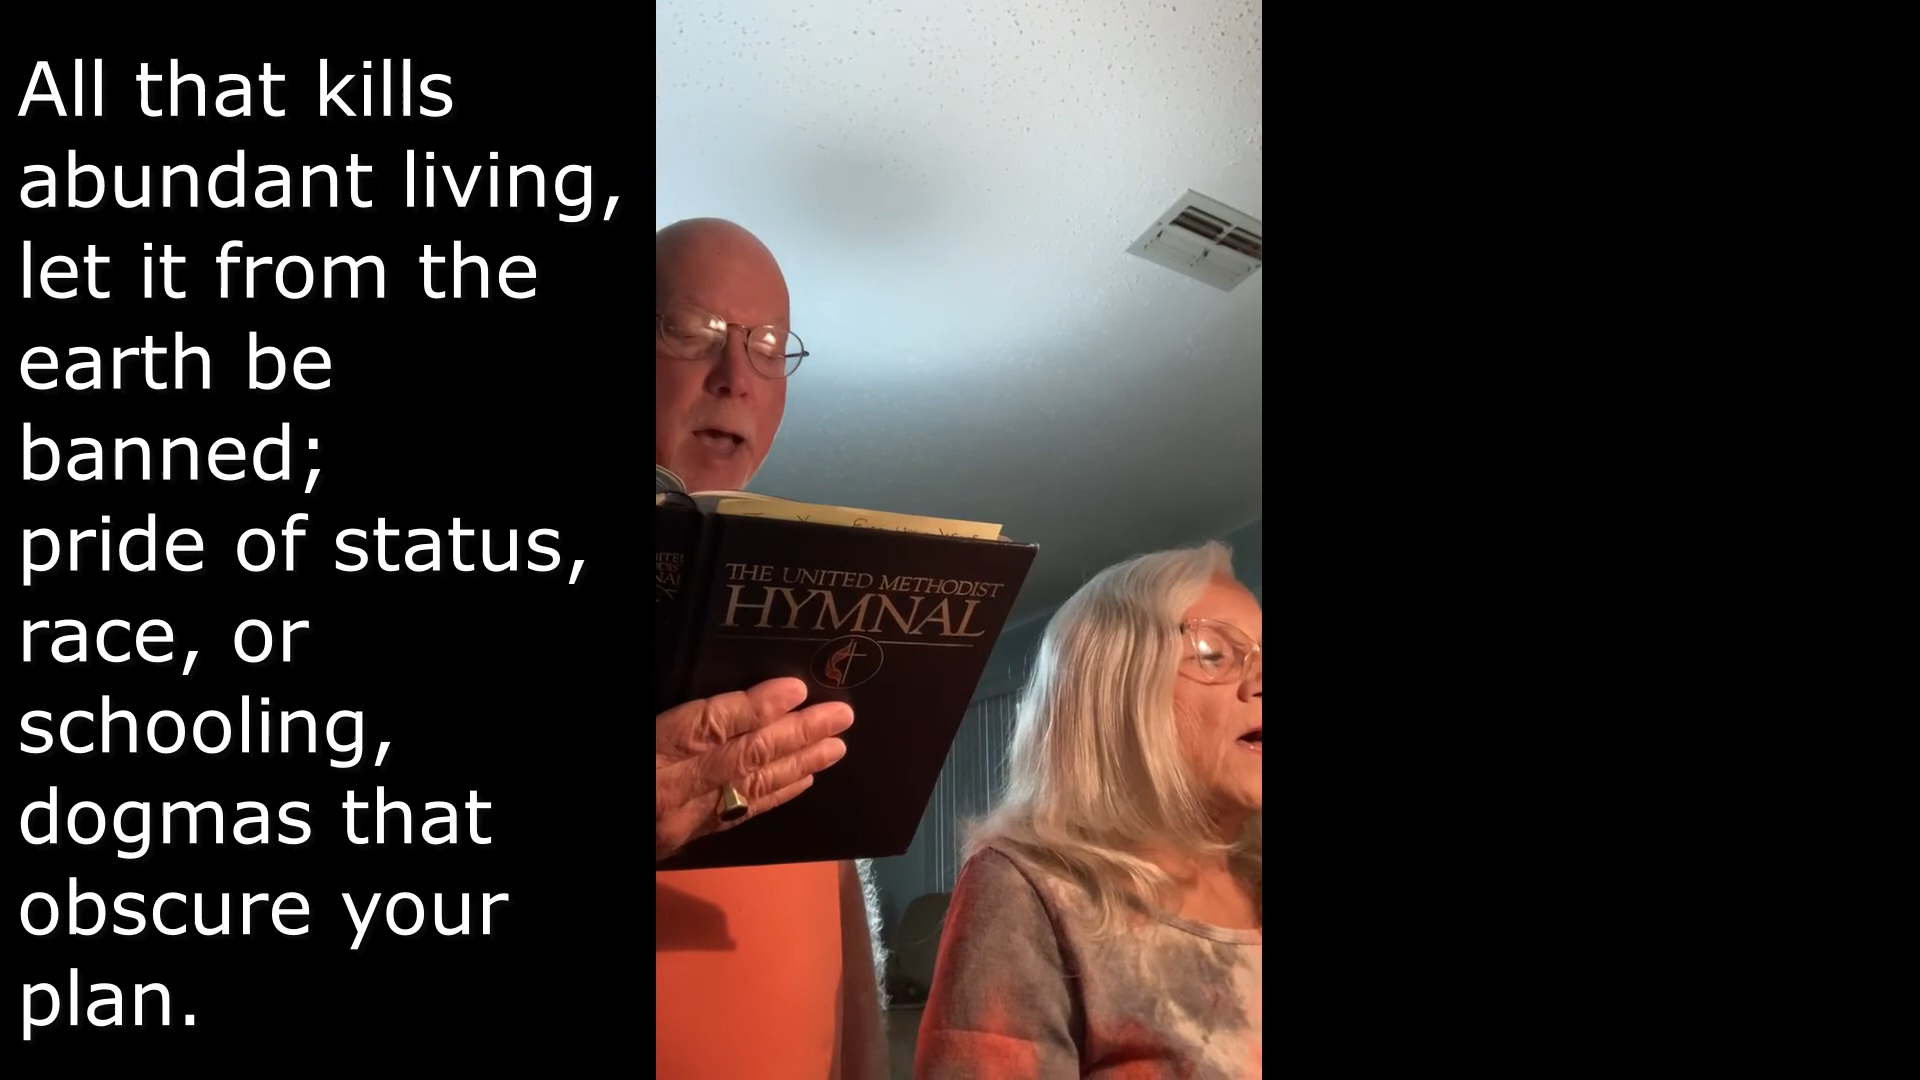 All that kills
abundant living,
let it from the
earth be
banned;
pride of status,
race, or
schooling,
dogmas that
obscure your
plan.
THE UNITED METHODIST
HYMNAL